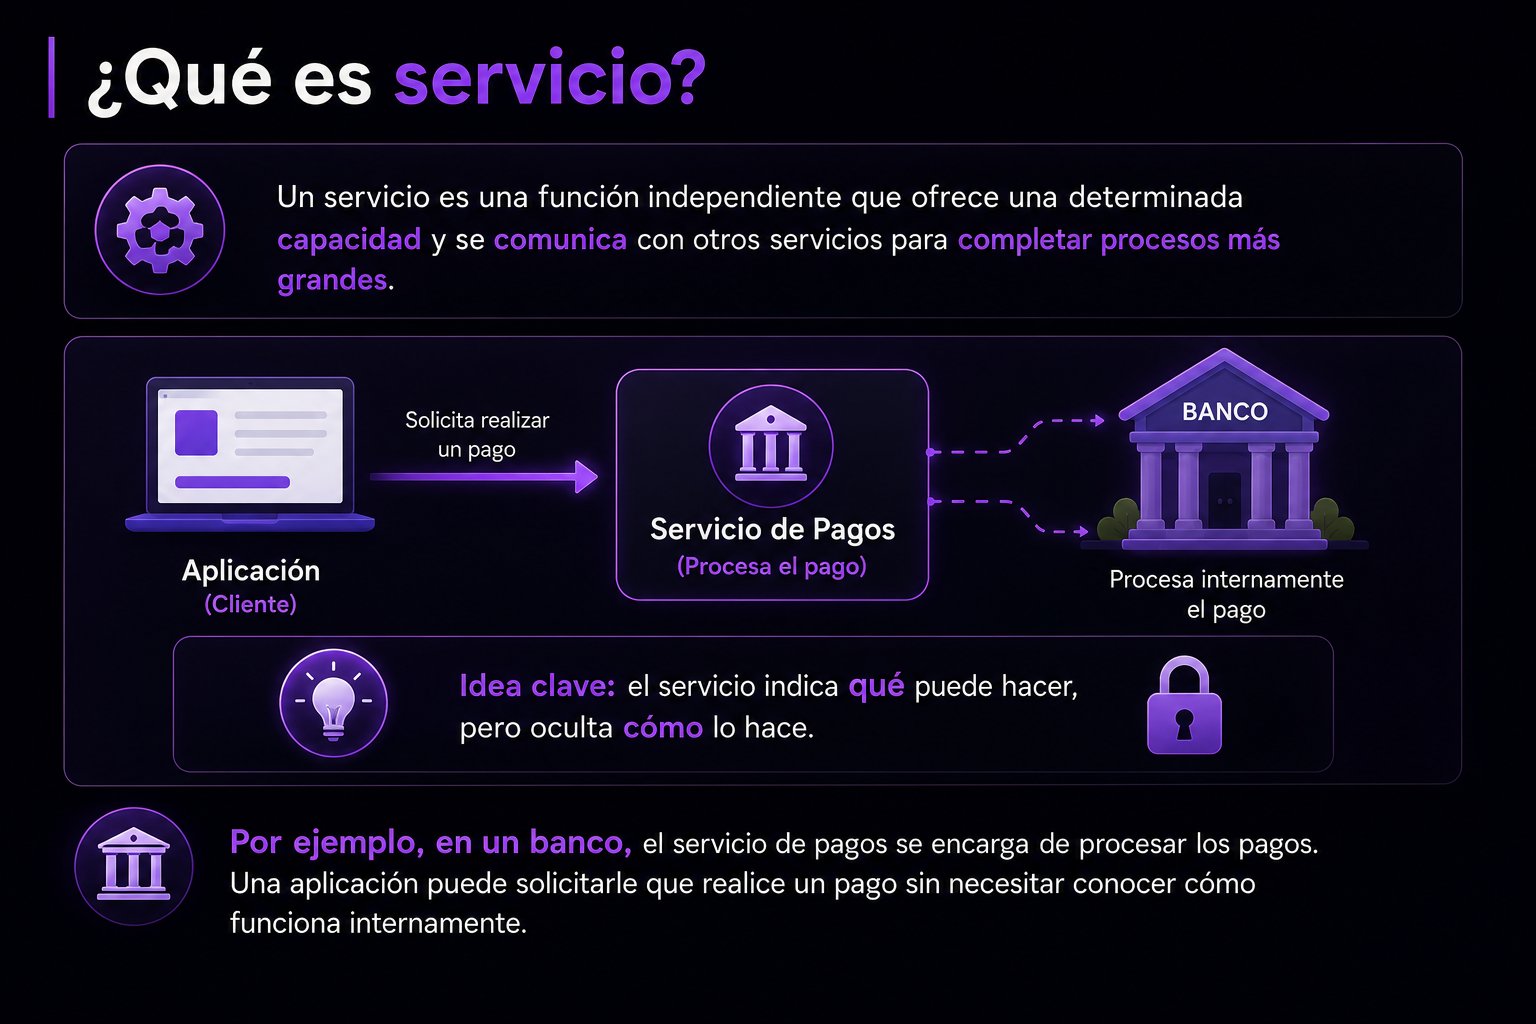 ¿Qué es servicio?
Un servicio es una función independiente que ofrece una determinada
capacidad y se comunica con otros servicios para completar procesos más
grandes.
Solicita realizar
un pago
BANCO
Servicio de Pagos
(Procesa el pago)
Aplicación
(Cliente)
Procesa internamente
el pago
Idea clave: el servicio indica qué puede hacer,
pero oculta cómo lo hace.
Por ejemplo, en un banco, el servicio de pagos se encarga de procesar los pagos.
Una aplicación puede solicitarle que realice un pago sin necesitar conocer cómo
funciona internamente.